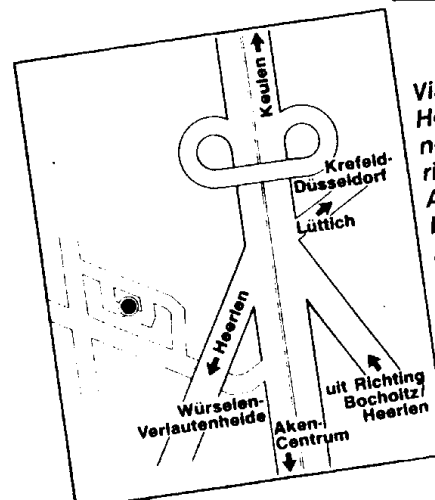 Keulen
Krefeld-
Düsseldorf
Lüttich
Heerlen
Würselen-
Verlautenheide
uit Richting
Bocholtz/
Heerlen
Aken-
Centrum